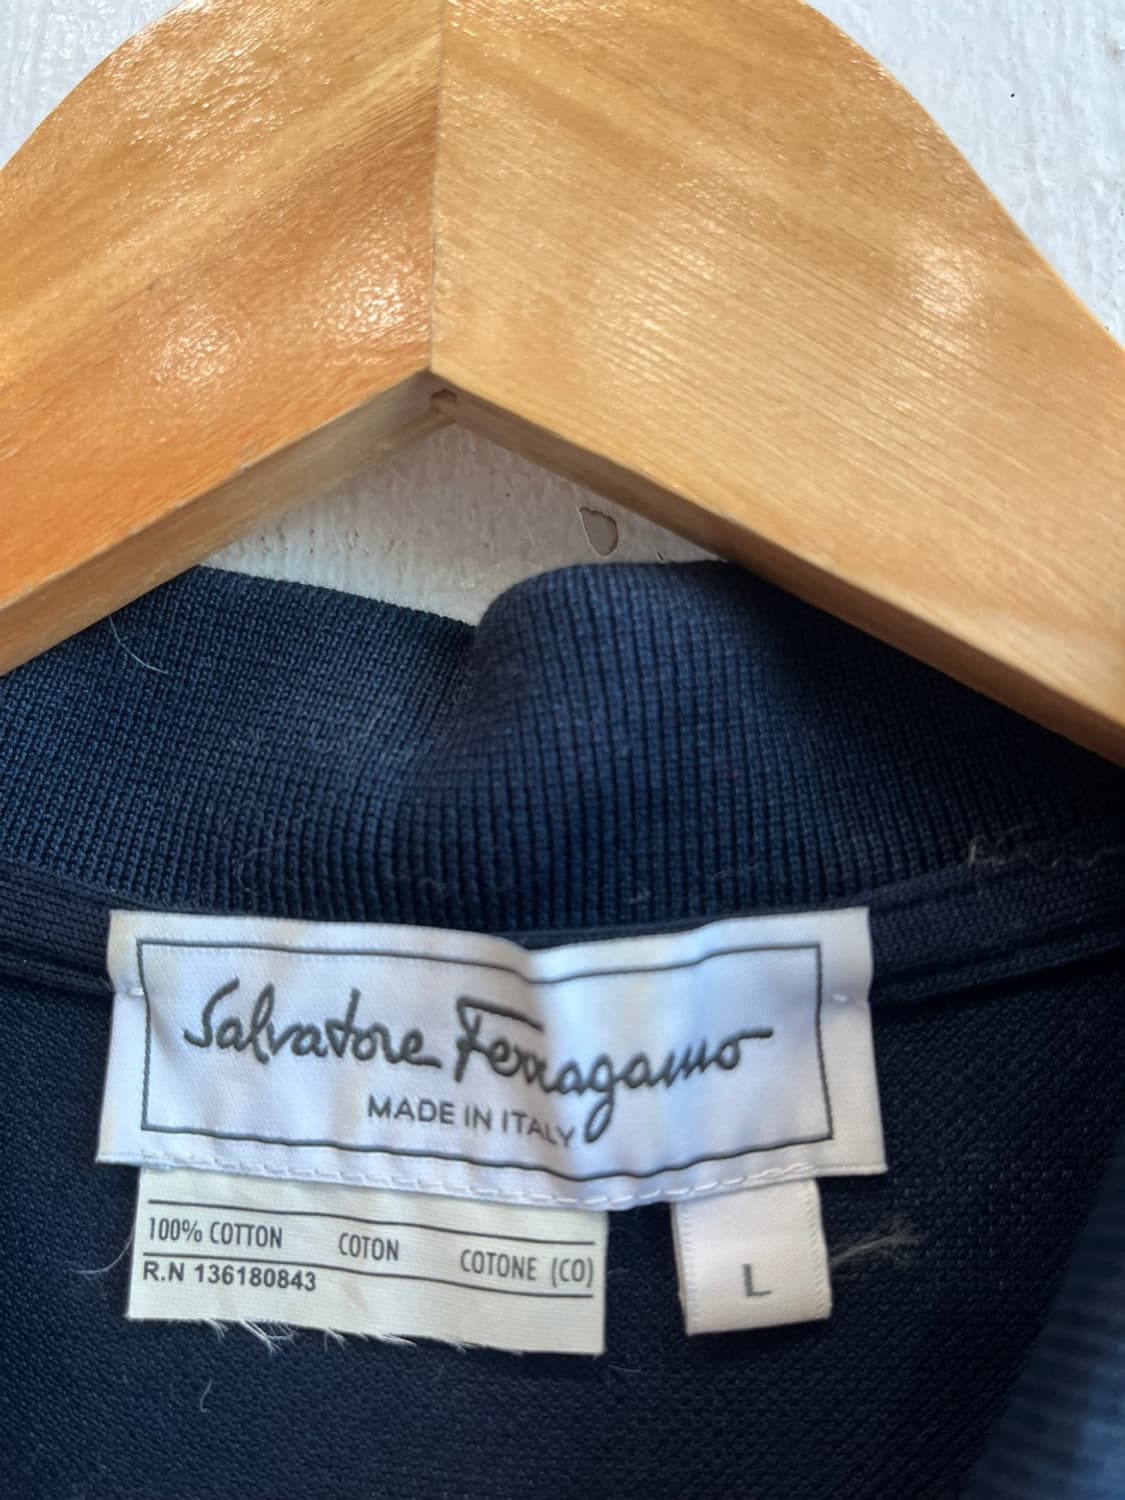 Salvatore Ferragamo
MADE IN ITALY
100% COTTON COTON COTONE (CO)
R.N 136180843
L